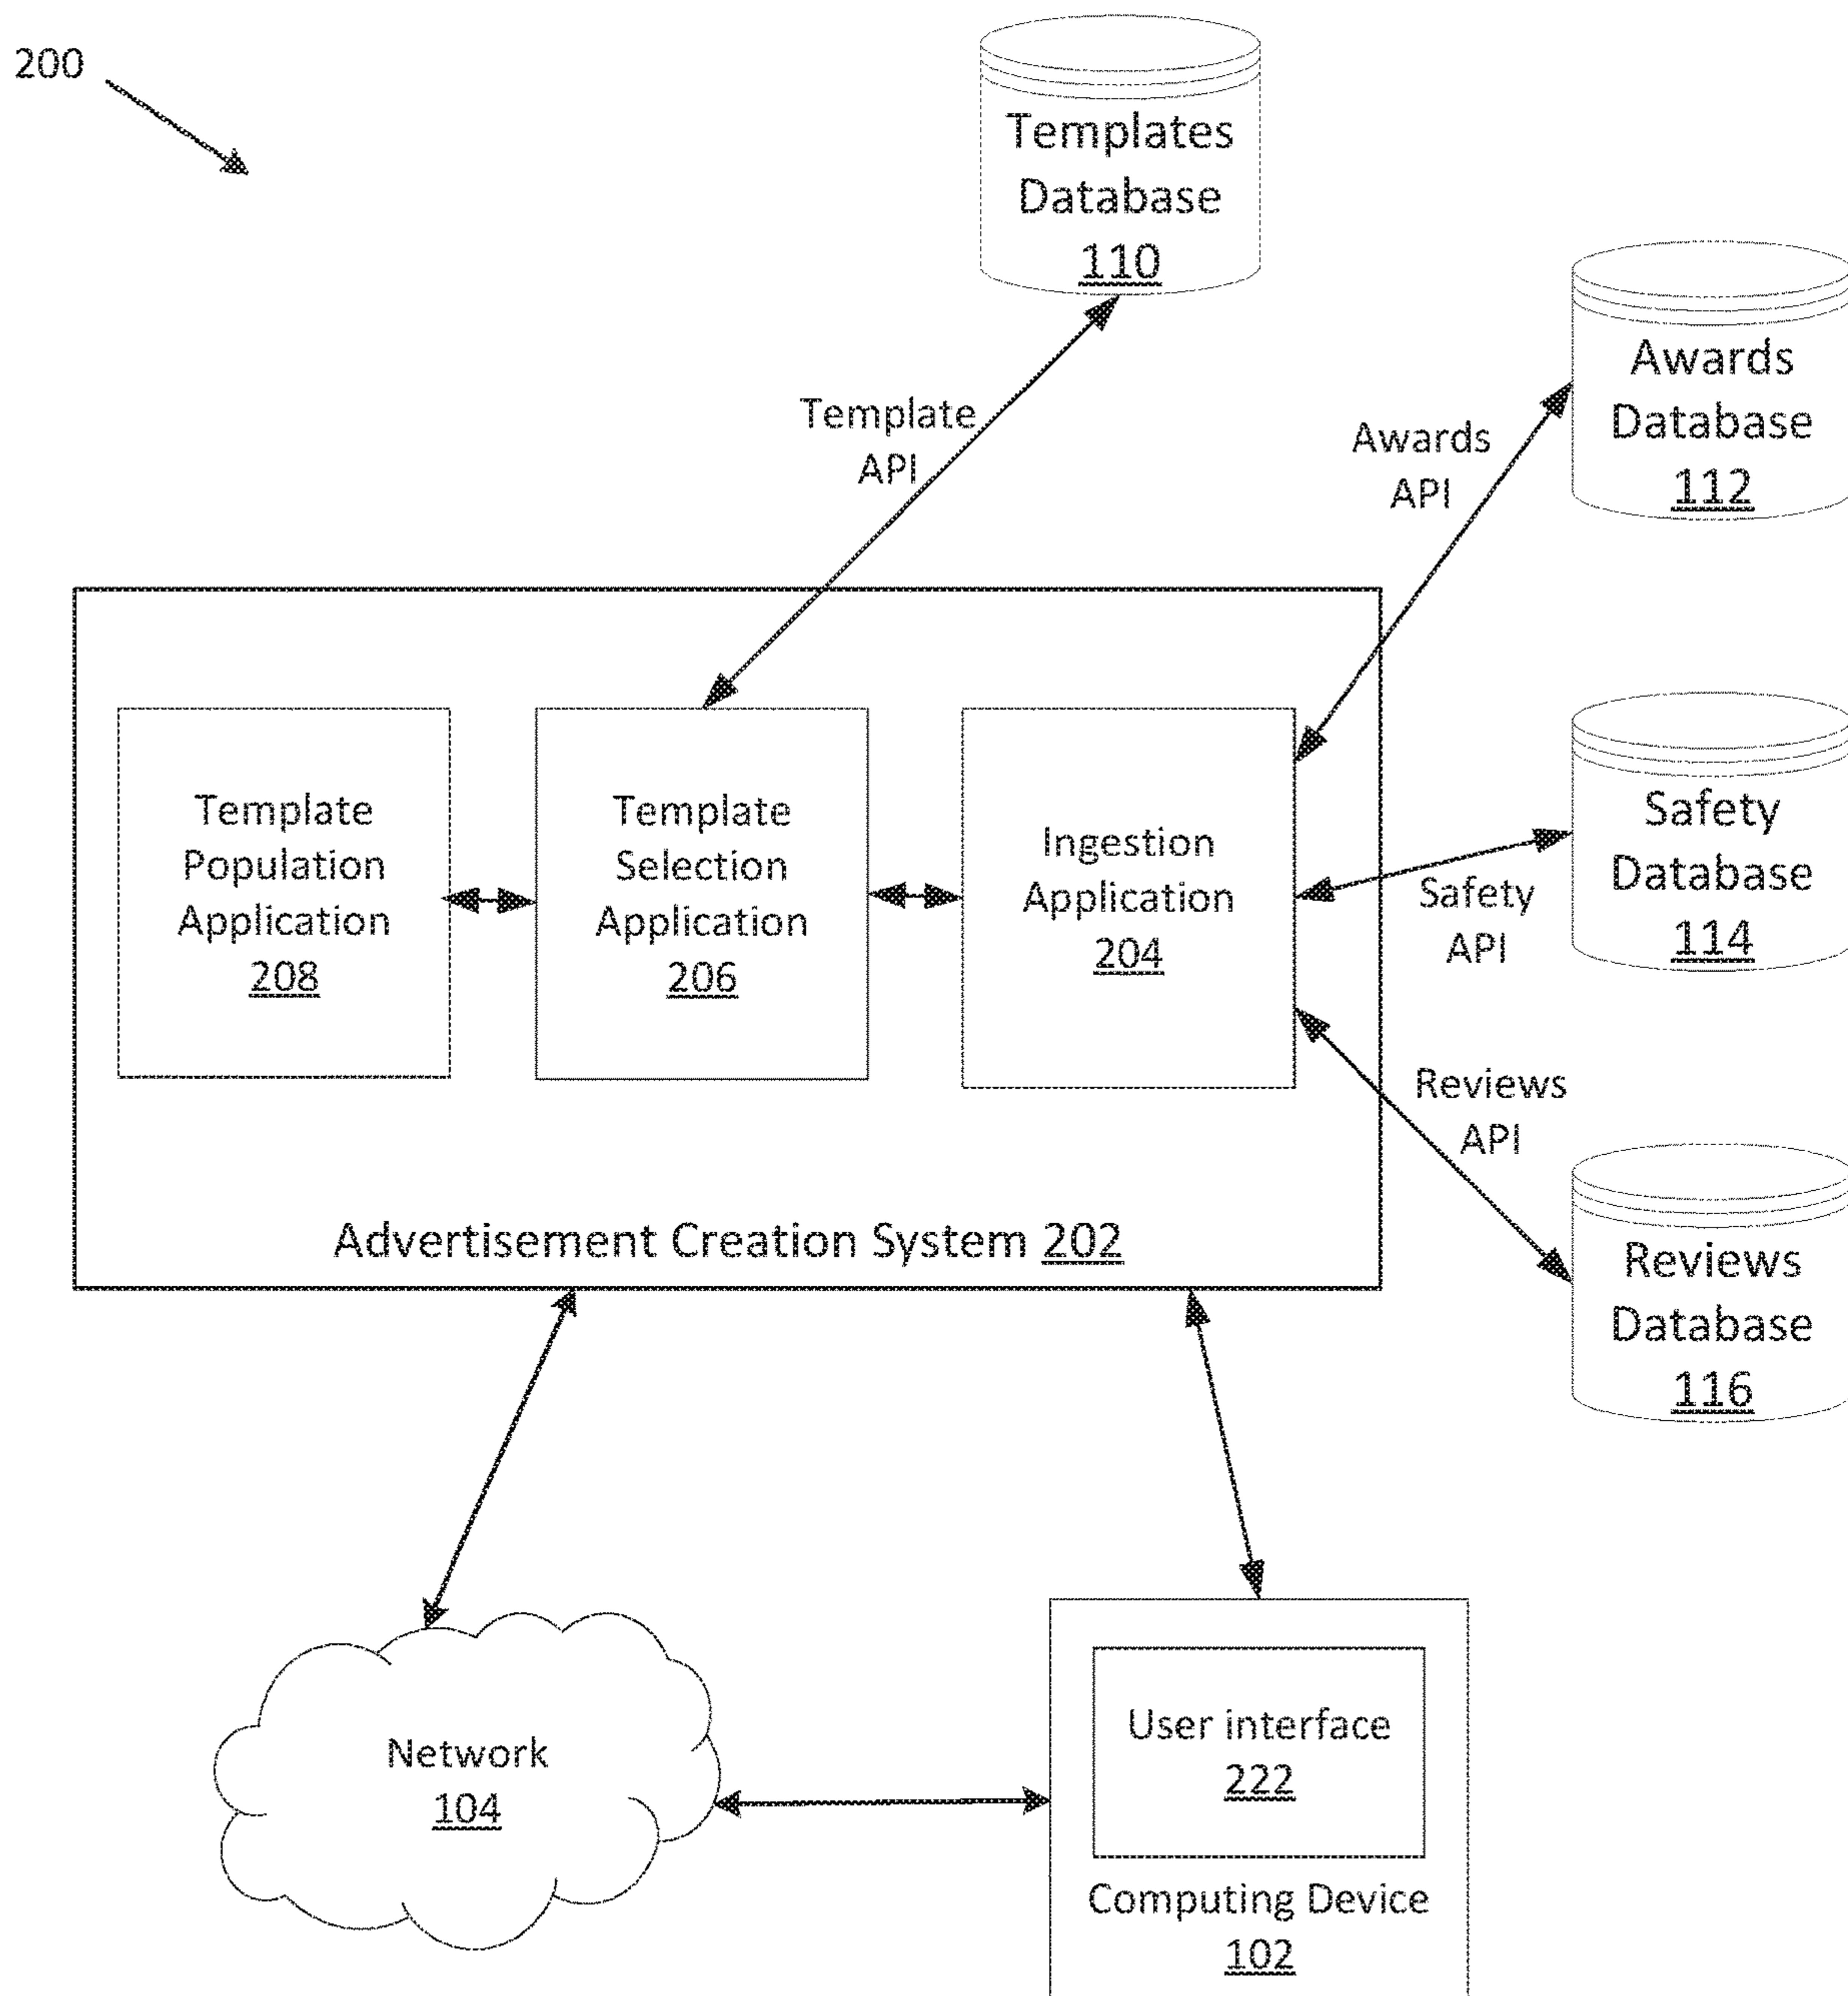 200
Templates
Database
110
Awards
Database
112
Template
API
Awards
API
Template
Population
Application
208
Template
Selection
Application
206
Ingestion
Application
204
Safety
Database
114
Safety
API
Reviews
API
Reviews
Database
116
Advertisement Creation System 202
Network
104
User interface
222
Computing Device
102